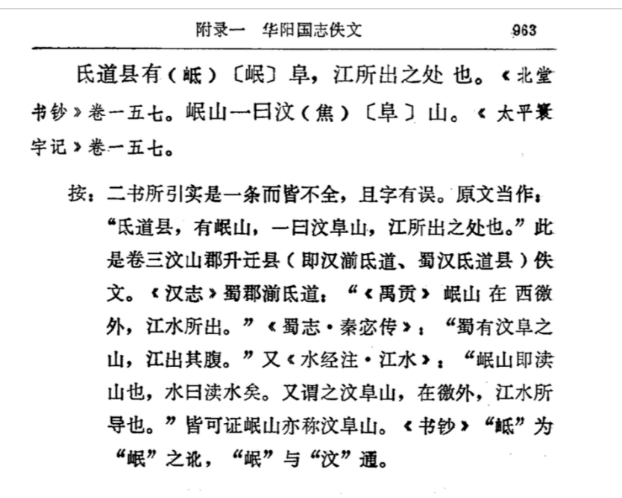 附录一 华阳国志佚文 963
氐道县有(岻)〔岷〕阜，江所出之处也。《北堂
书钞》卷一五七。岷山一曰汶(焦)〔阜〕山。《太平寰
宇记》卷一五七。
按：二书所引实是一条而皆不全，且字有误。原文当作：
“氐道县，有岷山，一曰汶阜山，江所出之处也。”此
是卷三汶山郡升迁县(即汉湔氐道、蜀汉氐道县)佚
文。《汉志》蜀郡湔氐道：“《禹贡》岷山在西徼
外，江水所出。”《蜀志·秦宓传》：“蜀有汶阜之
山，江出其腹。”又《水经注·江水》：“岷山即渎
山也，水曰渎水矣。又谓之汶阜山，在徼外，江水所
导也。”皆可证岷山亦称汶阜山。《书钞》“岻”为
“岷”之讹，“岷”与“汶”通。